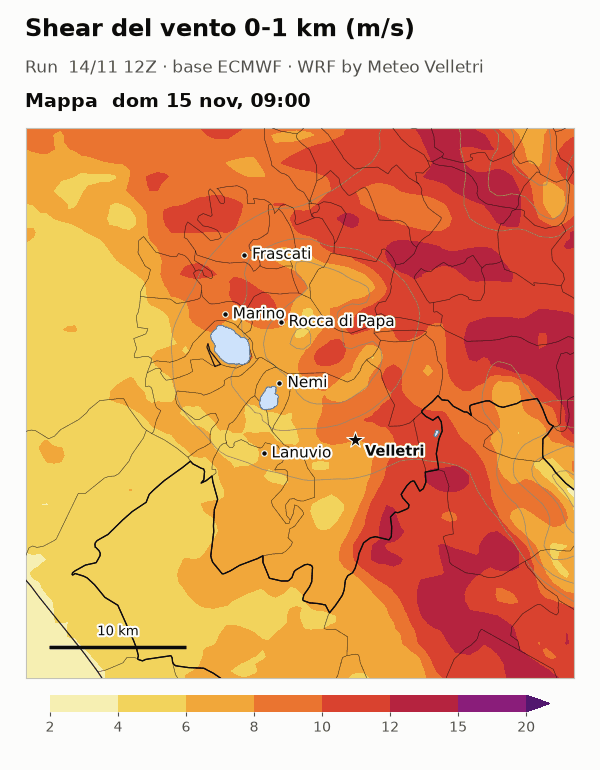 Shear del vento 0-1 km (m/s)
Run  14/11 12Z · base ECMWF · WRF by Meteo Velletri
Mappa  dom 15 nov, 09:00
Frascati
Marino
Rocca di Papa
Nemi
Velletri
Lanuvio
10 km
2 4 6 8 10 12 15 20